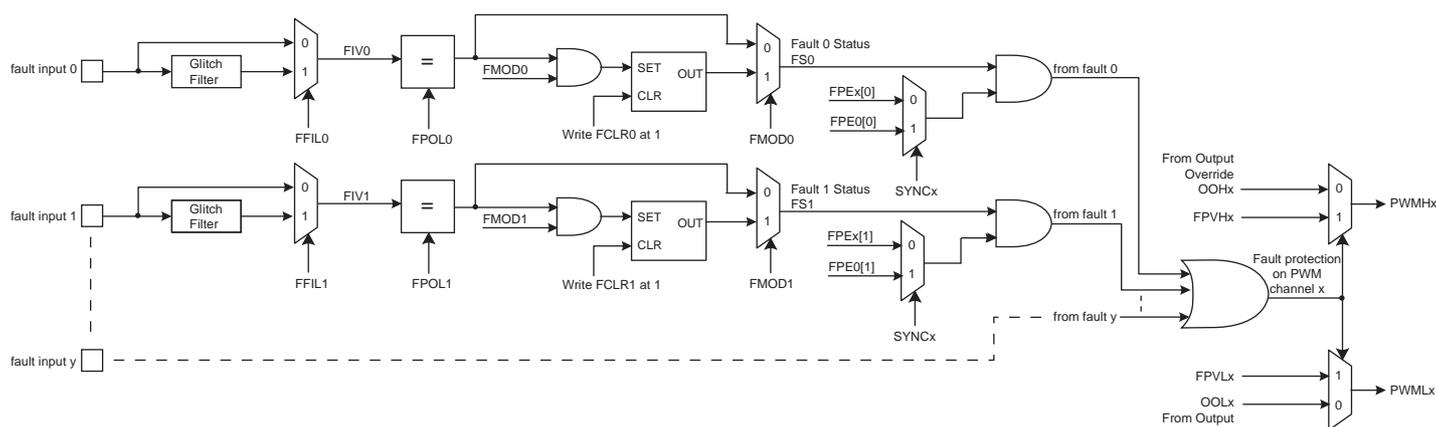 fault input 0
Glitch
Filter
0
1
FFIL0
FIV0
=
FPOL0
FMOD0
SET
OUT
CLR
Write FCLR0 at 1
0
1
FMOD0
Fault 0 Status
FS0
FPEx[0]
FPE0[0]
0
1
SYNCx
from fault 0
fault input 1
Glitch
Filter
0
1
FFIL1
FIV1
=
FPOL1
FMOD1
SET
OUT
CLR
Write FCLR1 at 1
0
1
FMOD1
Fault 1 Status
FS1
FPEx[1]
FPE0[1]
0
1
SYNCx
from fault 1
fault input y
from fault y
Fault protection
on PWM
channel x
From Output
Override
OOHx
FPVHx
0
1
PWMHx
FPVLx
OOLx
From Output
1
0
PWMLx